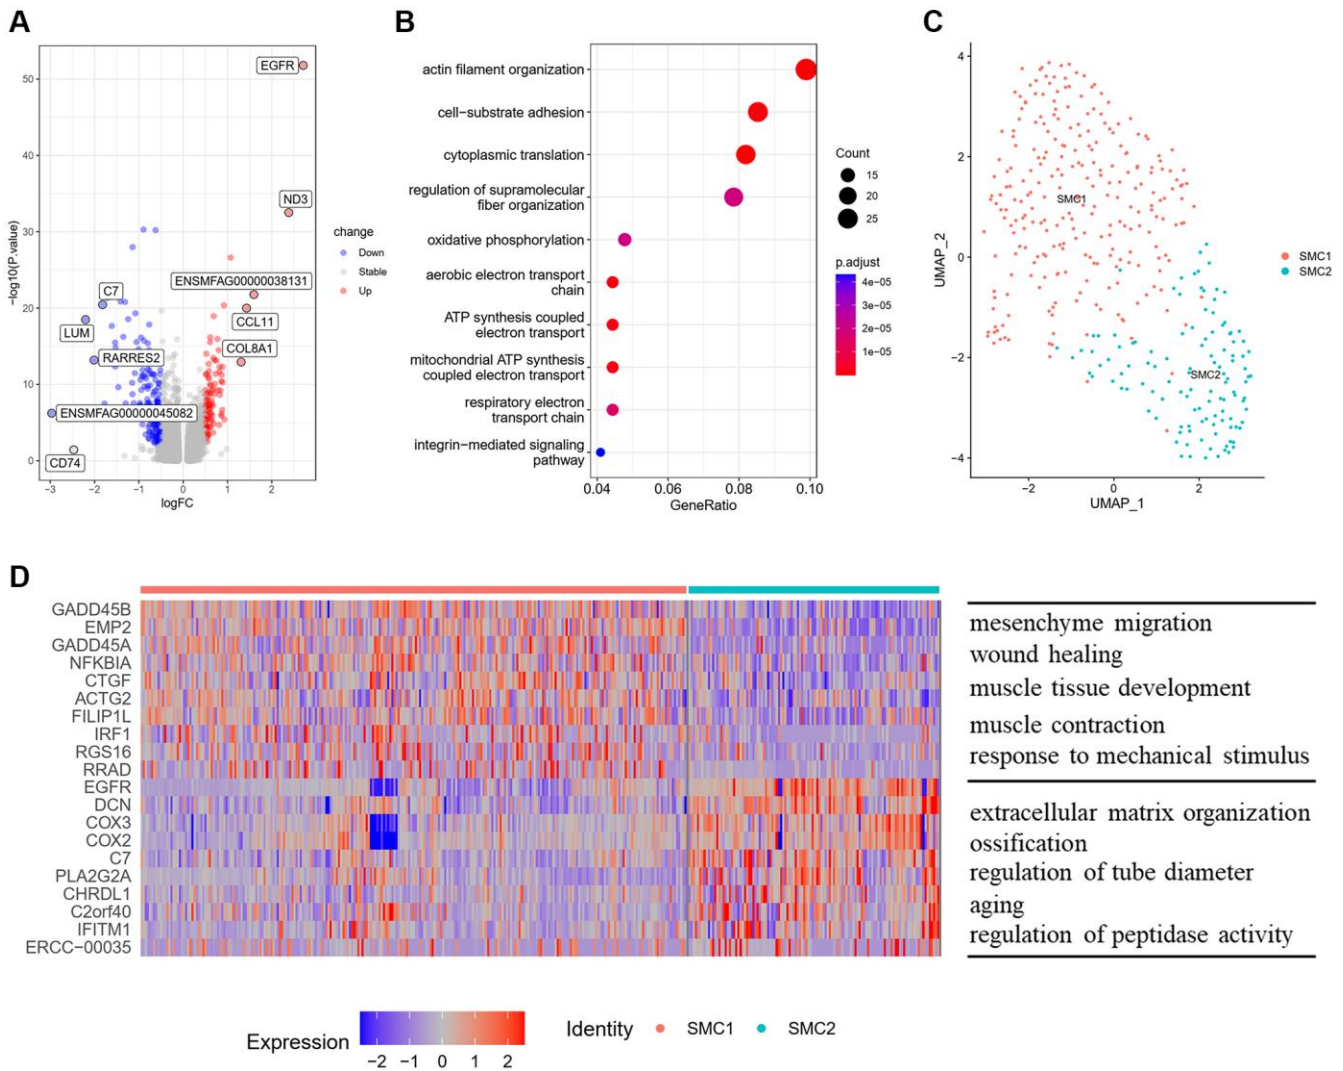 A
50
40
30
20
10
0
−log10(P.value)
−3
−2
−1
0
1
2
logFC
EGFR
ND3
ENSMFAG00000038131
C7
CCL11
LUM
COL8A1
RARRES2
ENSMFAG00000045082
CD74
change
Down
Stable
Up
B
actin filament organization
cell−substrate adhesion
cytoplasmic translation
regulation of supramolecular
fiber organization
oxidative phosphorylation
aerobic electron transport
chain
ATP synthesis coupled
electron transport
mitochondrial ATP synthesis
coupled electron transport
respiratory electron
transport chain
integrin−mediated signaling
pathway
0.04
0.06
0.08
0.10
GeneRatio
Count
15
20
25
p.adjust
4e−05
3e−05
2e−05
1e−05
C
4
2
0
−2
−4
UMAP_2
−2
0
2
UMAP_1
SMC1
SMC2
SMC1
SMC2
D
GADD45B
EMP2
GADD45A
NFKBIA
CTGF
ACTG2
FILIP1L
IRF1
RGS16
RRAD
EGFR
DCN
COX3
COX2
C7
PLA2G2A
CHRDL1
C2orf40
IFITM1
ERCC−00035
mesenchyme migration
wound healing
muscle tissue development
muscle contraction
response to mechanical stimulus
extracellular matrix organization
ossification
regulation of tube diameter
aging
regulation of peptidase activity
Expression
−2 −1 0 1 2
Identity SMC1 SMC2